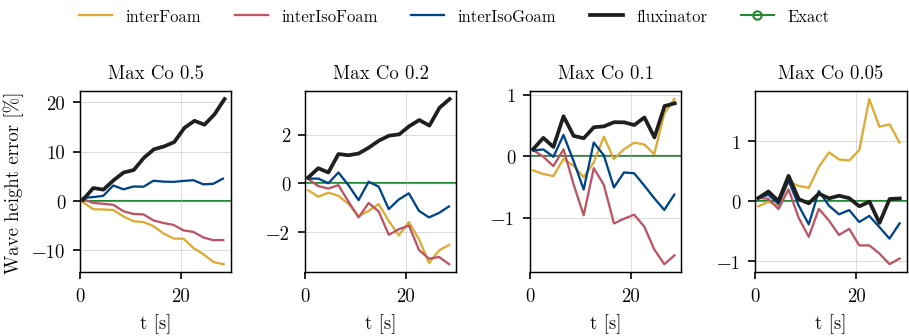 interFoam interIsoFoam interIsoGoam fluxinator Exact
Max Co 0.5 Max Co 0.2 Max Co 0.1 Max Co 0.05
Wave height error [%]
20
10
0
−10
0 20
t [s]
2
0
−2
0 20
t [s]
1
0
−1
0 20
t [s]
1
0
−1
0 20
t [s]